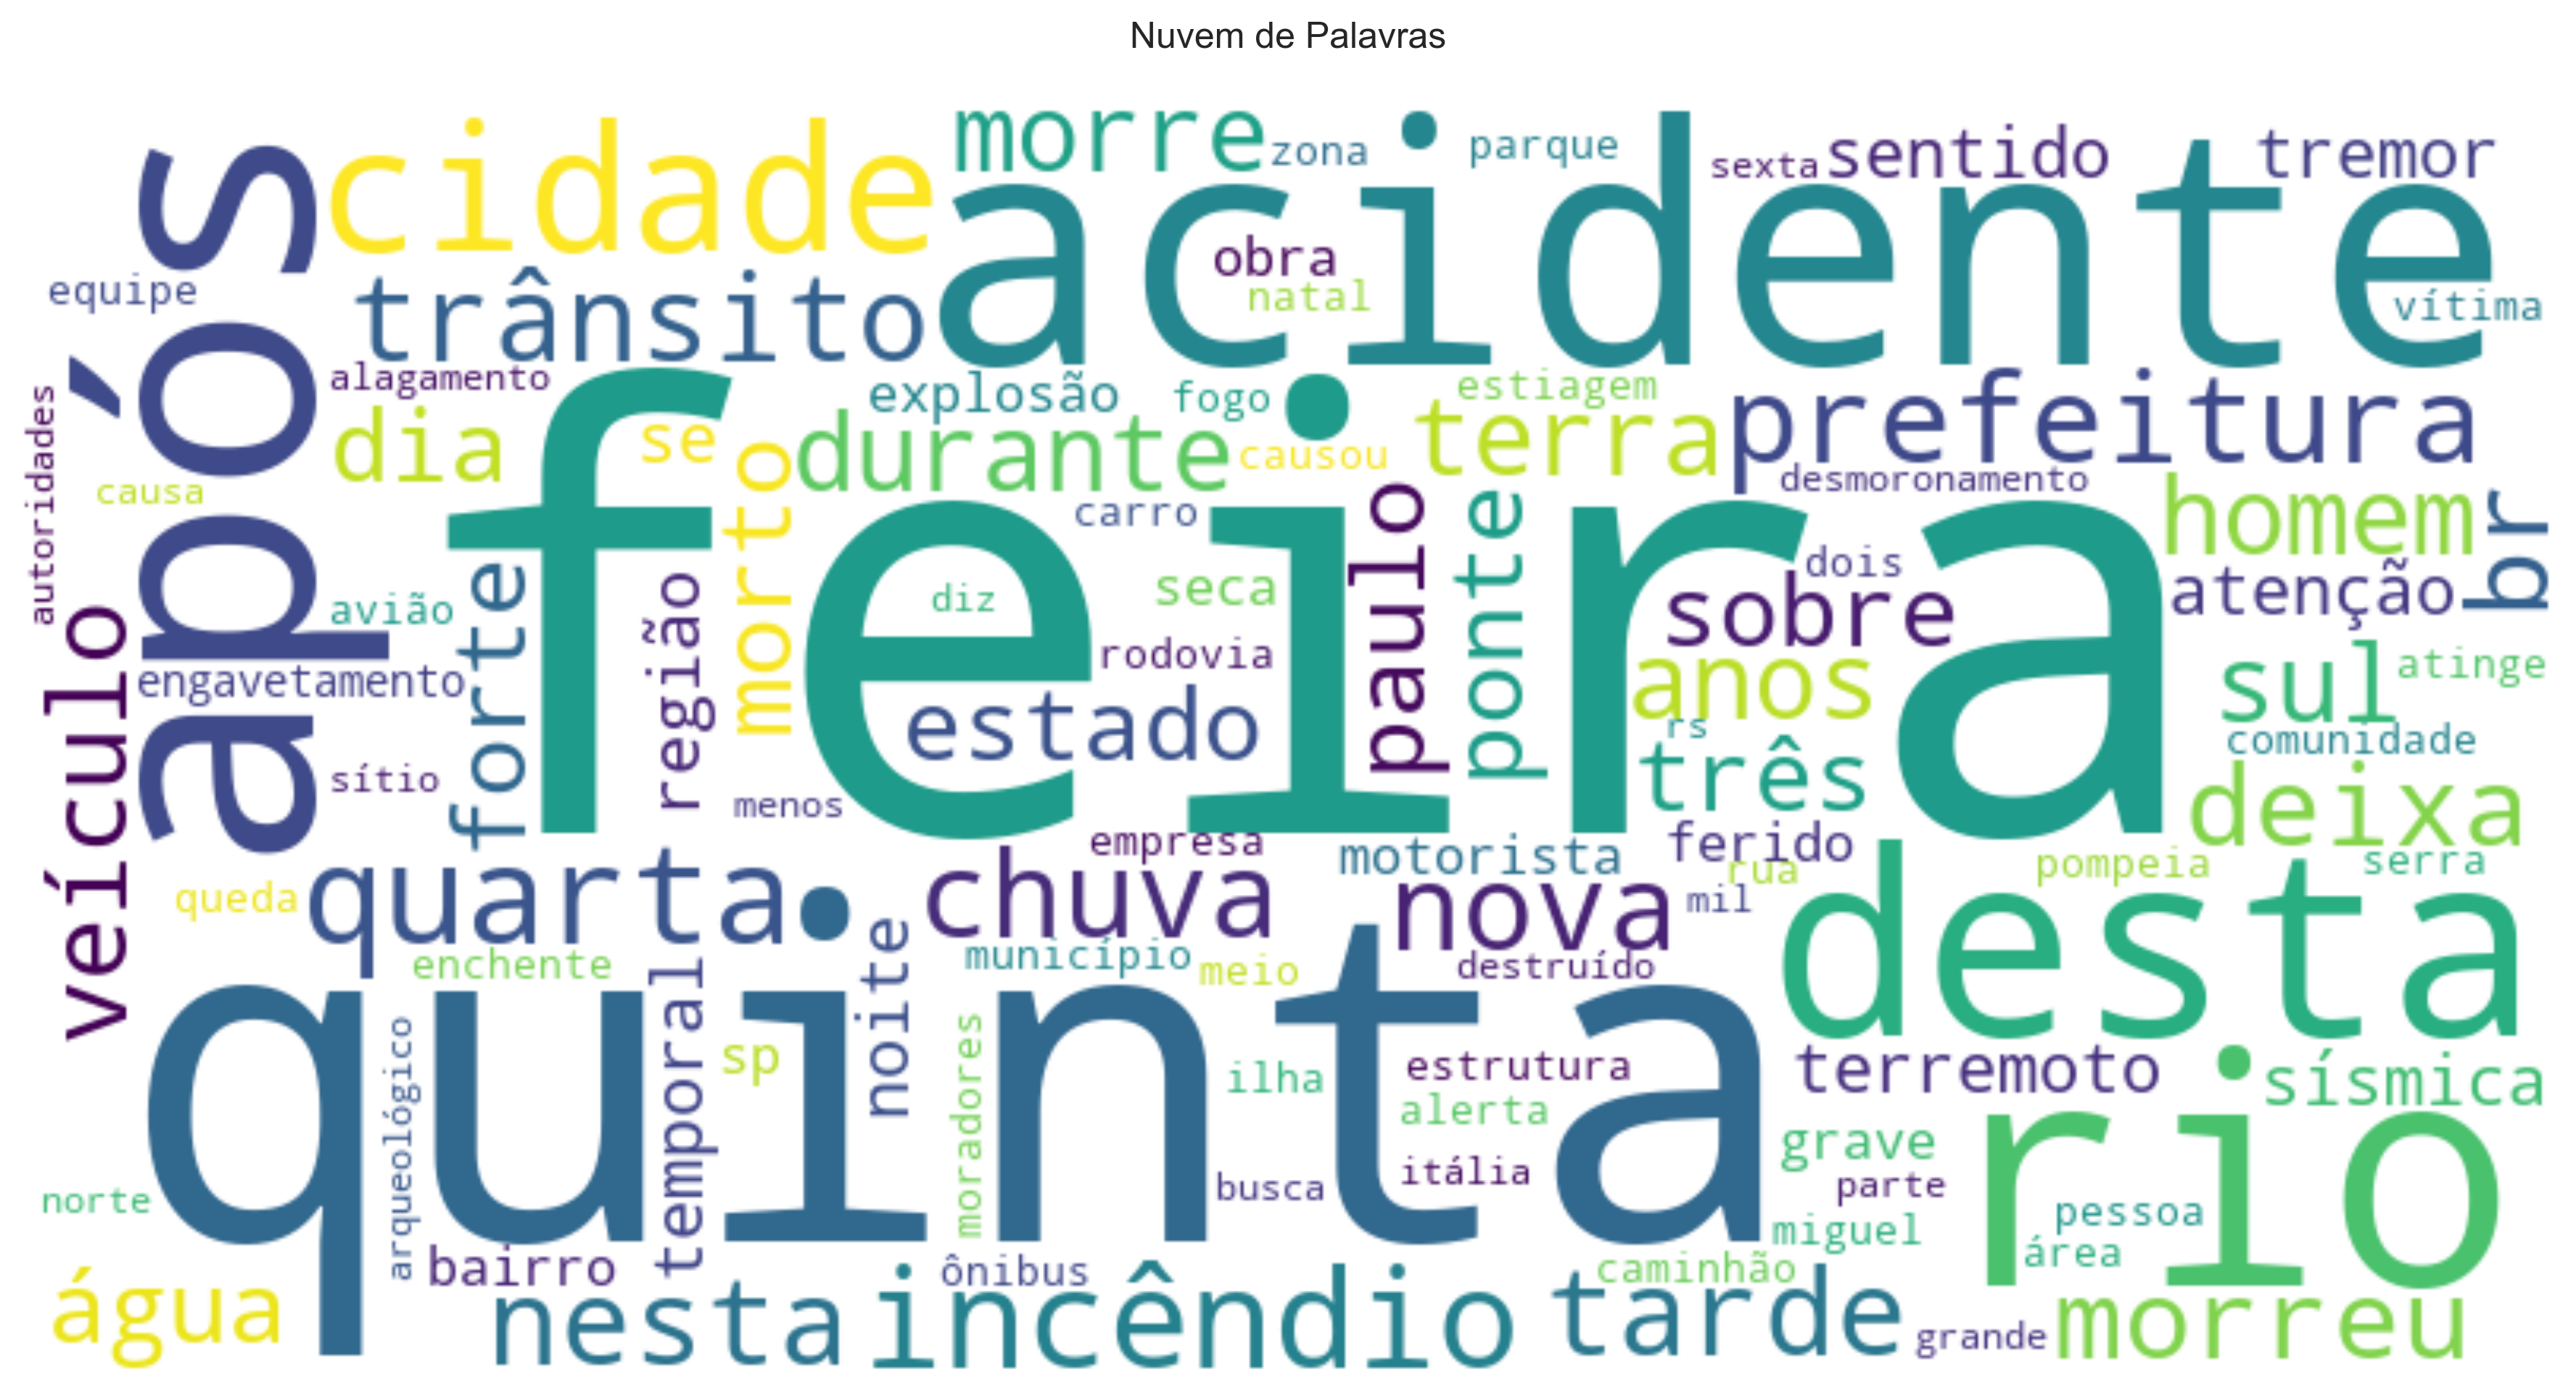 Nuvem de Palavras
morre
zona
parque
sexta
sentido
tremor
cidade
acidente
após
equipe
trânsito
obra
natal
vítima
alagamento
explosão
fogo
estiagem
prefeitura
autoridades
dia
se
durante
causou
terra
desmoronamento
causa
morto
feira
carro
paulo
ponte
homem
br
avião
forte
região
diz
seca
dois
sobre
atenção
veículo
engavetamento
rodovia
anos
sul
atinge
estado
rs
comunidade
sítio
menos
três
deixa
empresa
motorista
ferido
rua
pompeia
serra
queda
quarta
chuva
nova
mil
desta
enchente
temporal
noite
município
meio
destruído
quinta
arqueológico
sp
moradores
ilha
estrutura
terremoto
sísmica
alerta
grave
rio
norte
busca
itália
parte
pessoa
miguel
área
água
bairro
nesta
ônibus
incêndio
caminhão
tarde
grande
morreu